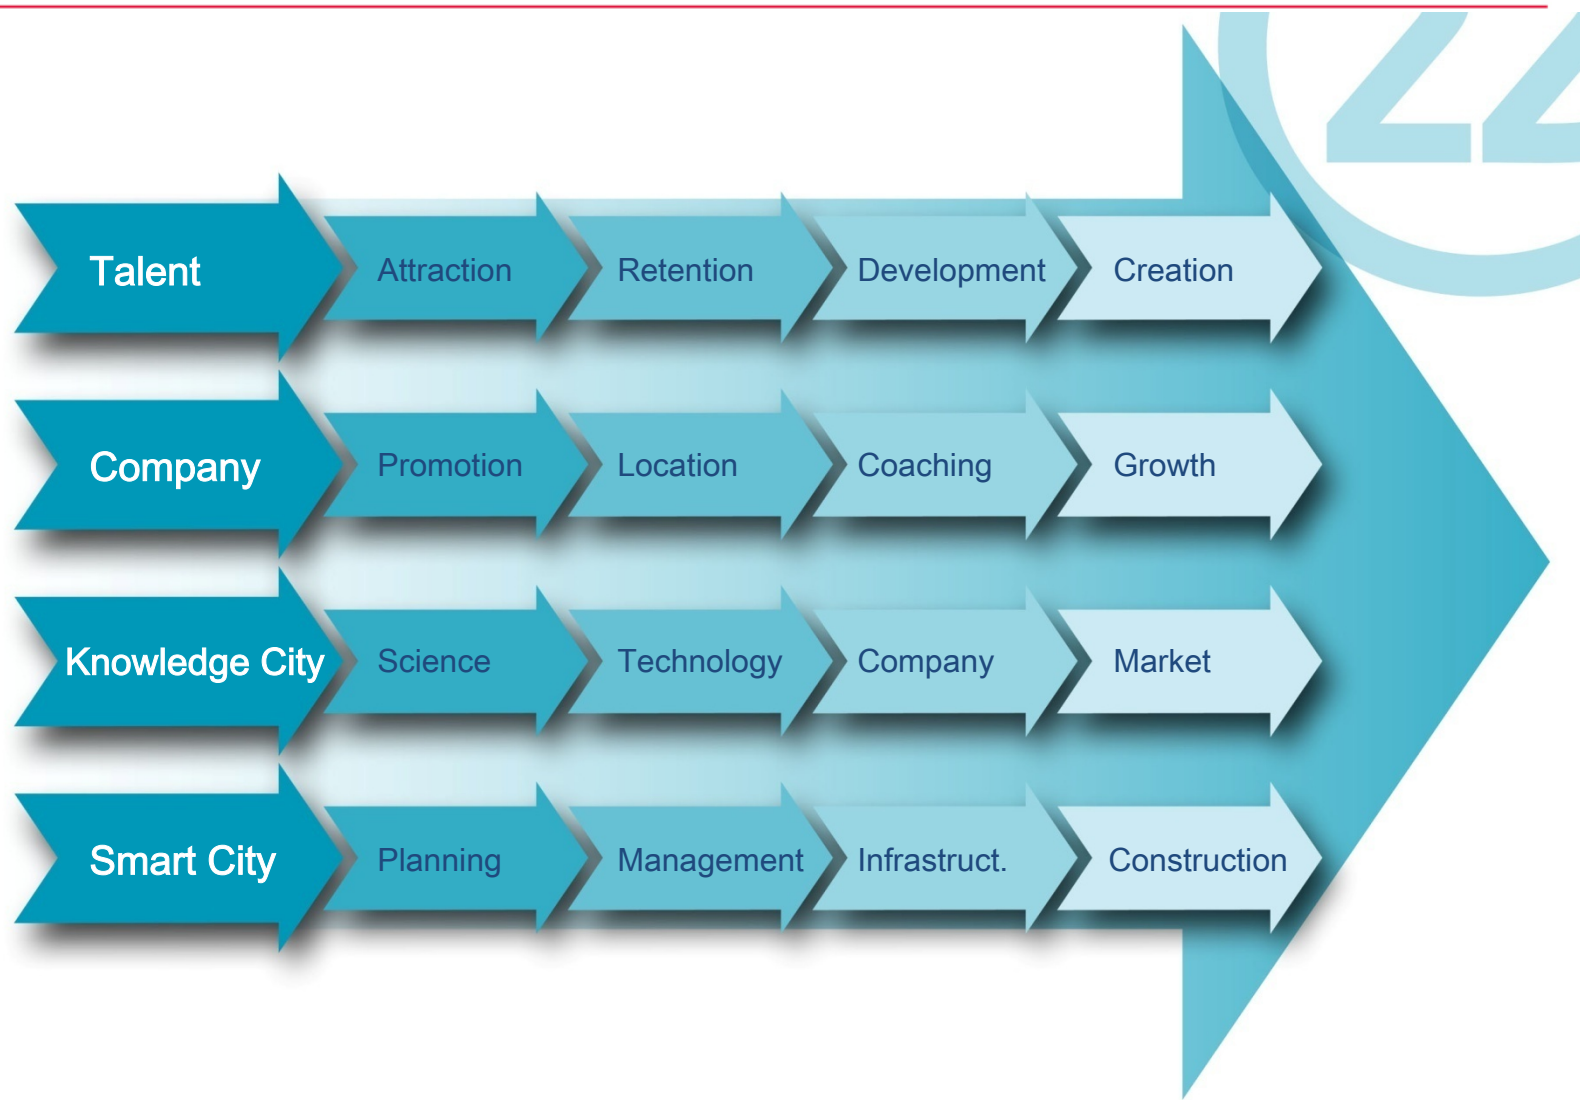 22
Talent
Attraction
Retention
Development
Creation
Company
Promotion
Location
Coaching
Growth
Knowledge City
Science
Technology
Company
Market
Smart City
Planning
Management
Infrastruct.
Construction